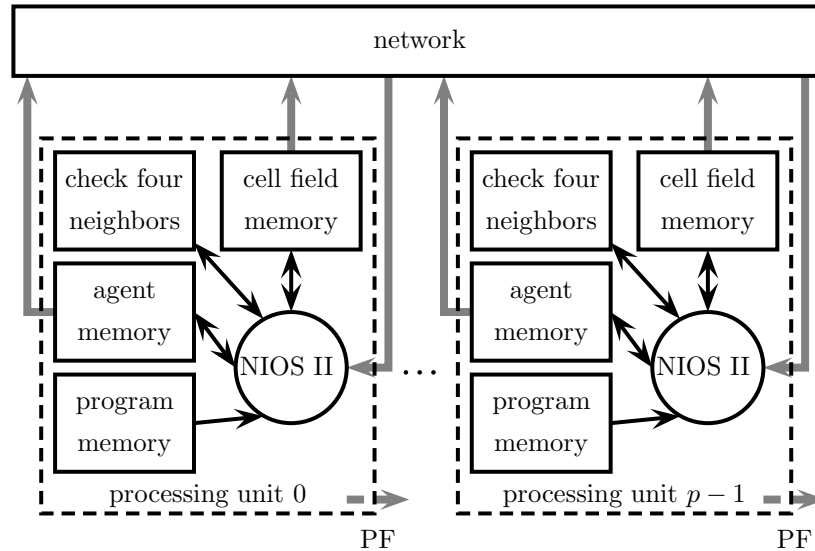 network
check four
neighbors
cell field
memory
agent
memory
NIOS II
program
memory
processing unit 0
PF
...
check four
neighbors
cell field
memory
agent
memory
NIOS II
program
memory
processing unit p − 1
PF